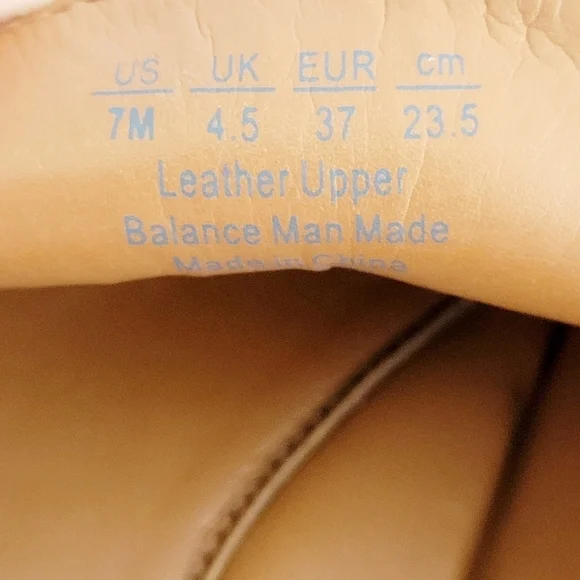 US UK EUR cm
7M 4.5 37 23.5
Leather Upper
Balance Man Made
Made in China